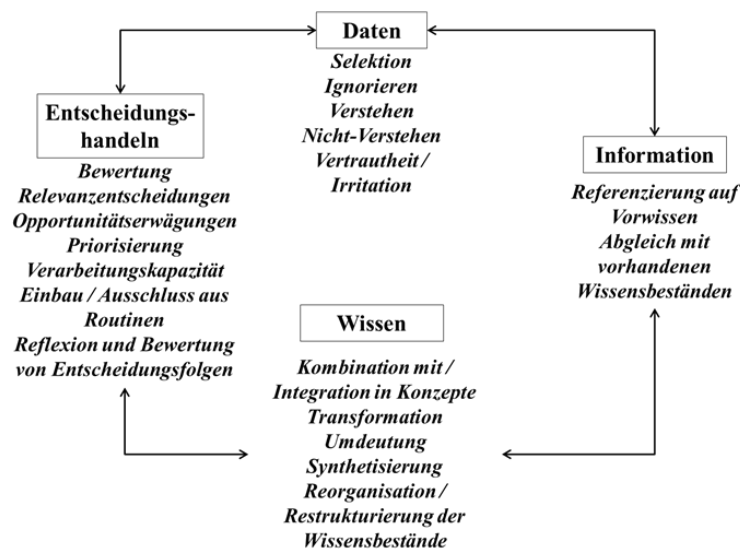 Daten
Selektion
Ignorieren
Verstehen
Nicht-Verstehen
Vertrautheit /
Irritation
Entscheidungs-
handeln
Bewertung
Relevanzentscheidungen
Opportunitätserwägungen
Priorisierung
Verarbeitungskapazität
Einbau / Ausschluss aus
Routinen
Reflexion und Bewertung
von Entscheidungsfolgen
Information
Referenzierung auf
Vorwissen
Abgleich mit
vorhandenen
Wissensbeständen
Wissen
Kombination mit /
Integration in Konzepte
Transformation
Umdeutung
Synthetisierung
Reorganisation /
Restrukturierung der
Wissensbestände